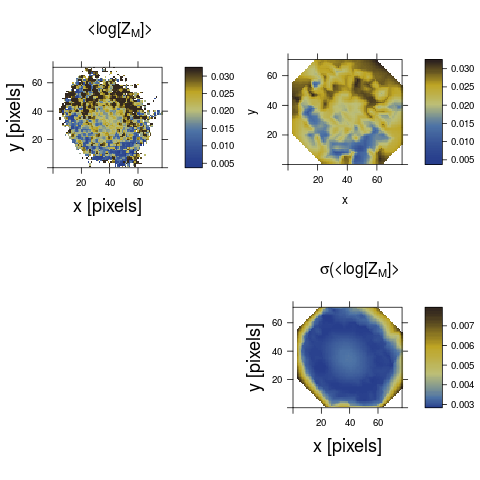 <log[Z_M]>
60
40
20
20 40 60
y [pixels]
x [pixels]
0.030
0.025
0.020
0.015
0.010
0.005
60
40
20
20 40 60
y
x
0.030
0.025
0.020
0.015
0.010
0.005
σ(<log[Z_M]>
60
40
20
20 40 60
y [pixels]
x [pixels]
0.007
0.006
0.005
0.004
0.003